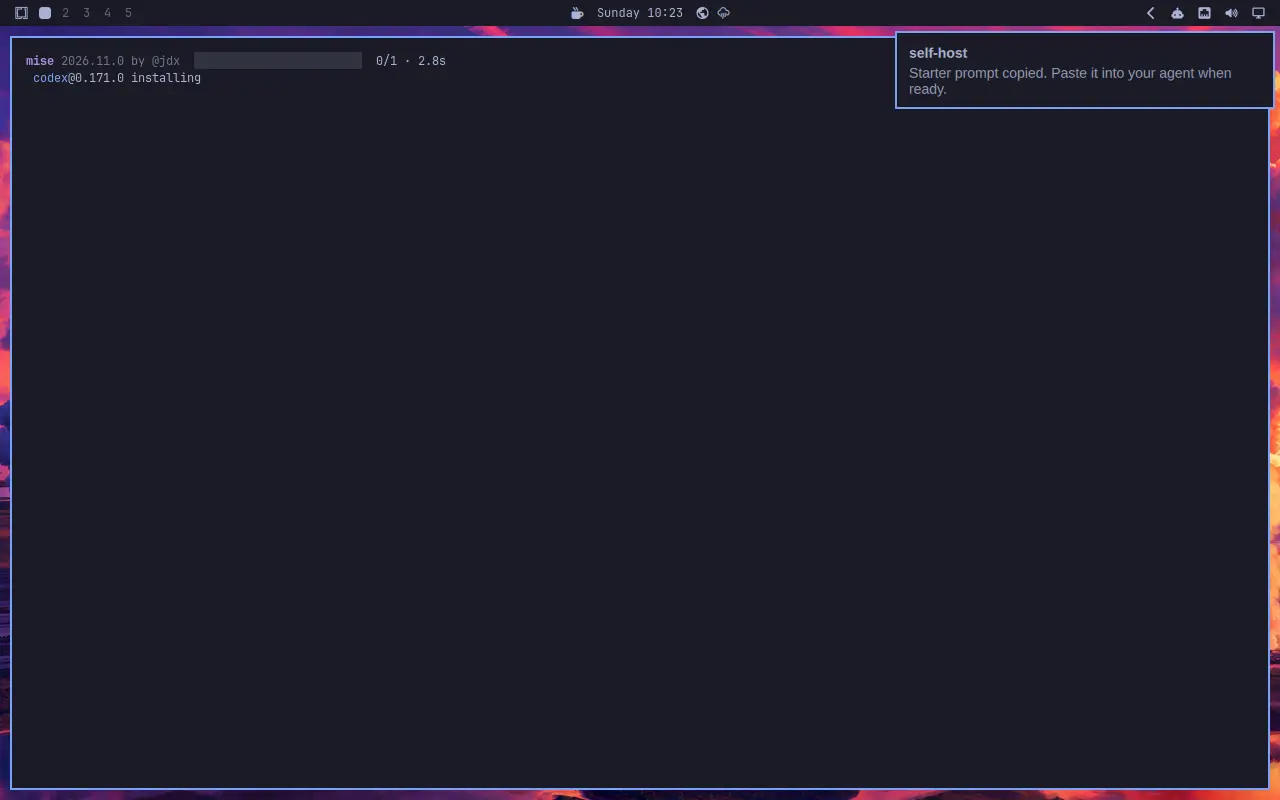 2 3 4 5
Sunday 10:23
self-host
Starter prompt copied. Paste it into your agent when
ready.
mise 2026.11.0 by @jdx 0/1 · 2.8s
codex@0.171.0 installing